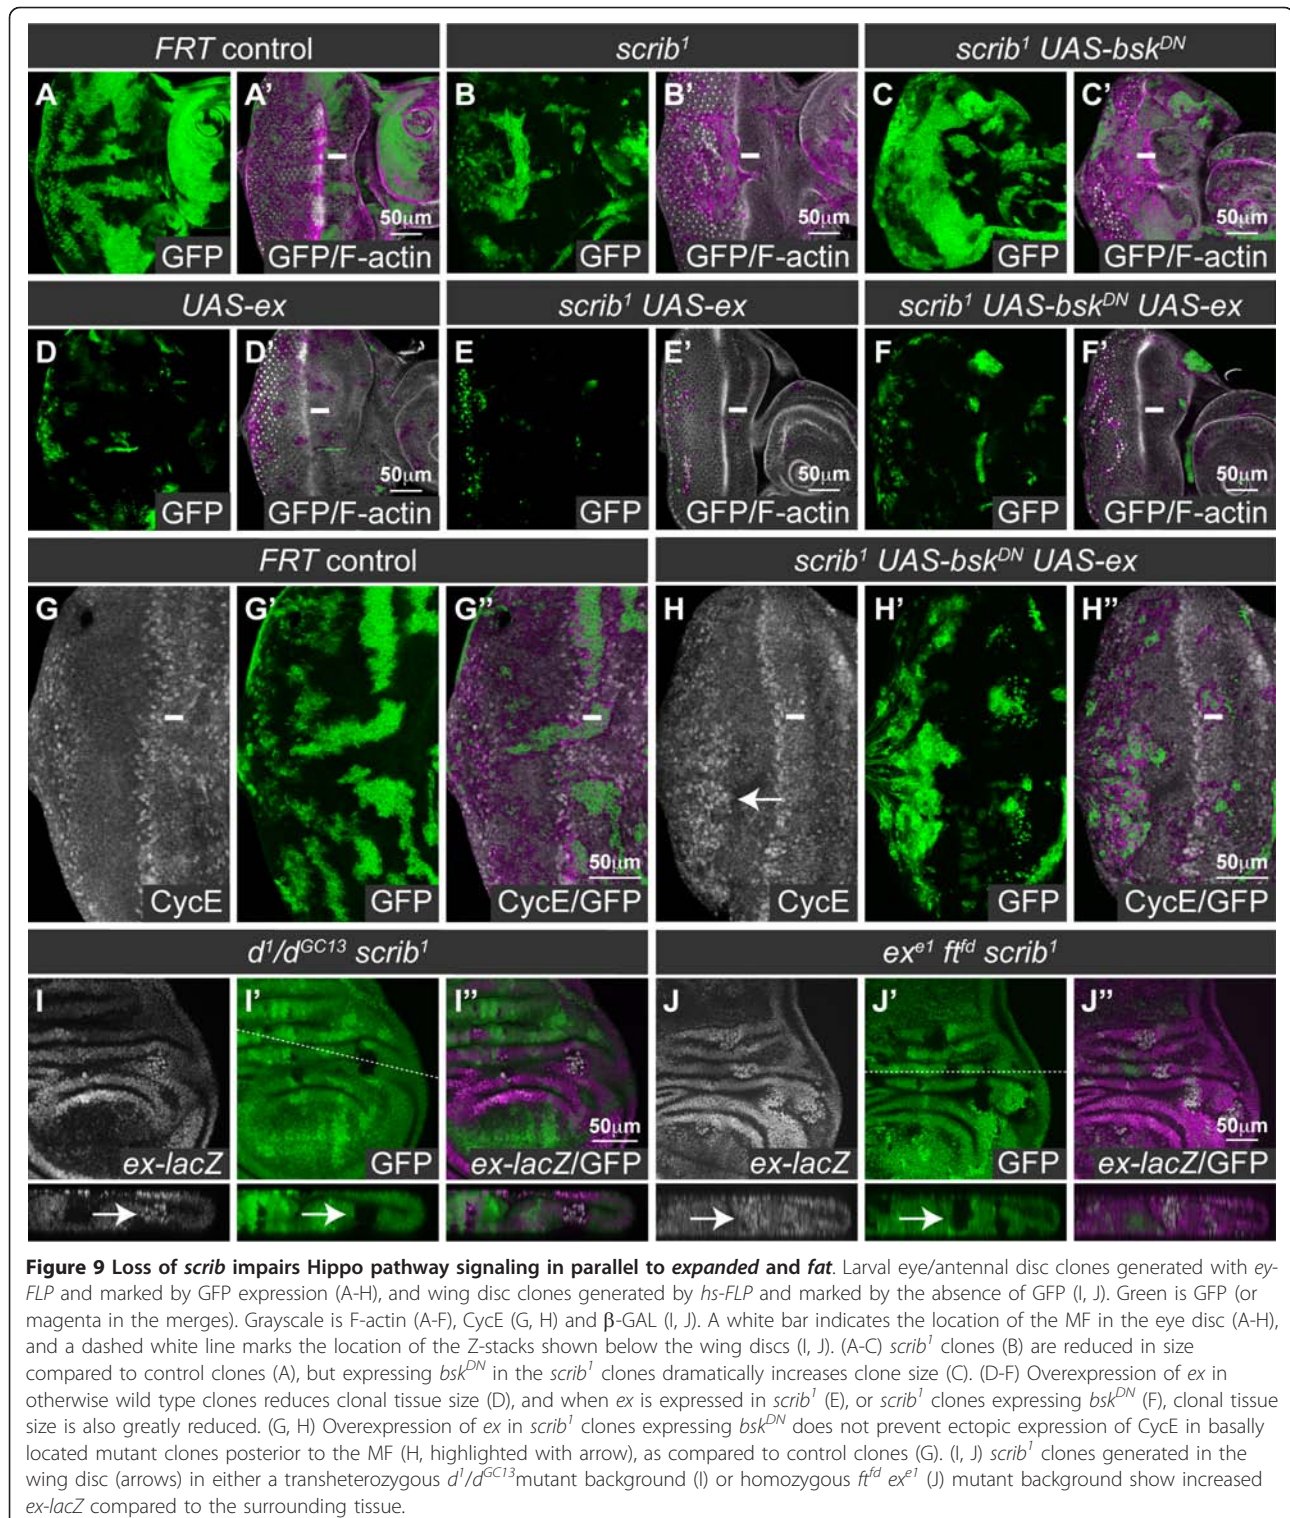 FRT control
scrib¹
scrib¹ UAS-bskᴰᴺ
A
A’
B
B’
C
C’
50μm
50μm
50μm
GFP
GFP/F-actin
GFP
GFP/F-actin
GFP
GFP/F-actin
UAS-ex
scrib¹ UAS-ex
scrib¹ UAS-bskᴰᴺ UAS-ex
D
D’
E
E’
F
F’
50μm
50μm
50μm
GFP
GFP/F-actin
GFP
GFP/F-actin
GFP
GFP/F-actin
FRT control
scrib¹ UAS-bskᴰᴺ UAS-ex
G
G’
G’’
H
H’
H’’
50μm
50μm
CycE
GFP
CycE/GFP
CycE
GFP
CycE/GFP
d¹/dᴳᶜ¹³ scrib¹
exᵉ¹ ftᶠᵈ scrib¹
I
I’
I’’
J
J’
J’’
50μm
50μm
ex-lacZ
GFP
ex-lacZ/GFP
ex-lacZ
GFP
ex-lacZ/GFP
Figure 9 Loss of scrib impairs Hippo pathway signaling in parallel to expanded and fat. Larval eye/antennal disc clones generated with ey-
FLP and marked by GFP expression (A-H), and wing disc clones generated by hs-FLP and marked by the absence of GFP (I, J). Green is GFP (or
magenta in the merges). Grayscale is F-actin (A-F), CycE (G, H) and β-GAL (I, J). A white bar indicates the location of the MF in the eye disc (A-H),
and a dashed white line marks the location of the Z-stacks shown below the wing discs (I, J). (A-C) scrib¹ clones (B) are reduced in size
compared to control clones (A), but expressing bskᴰᴺ in the scrib¹ clones dramatically increases clone size (C). (D-F) Overexpression of ex in
otherwise wild type clones reduces clonal tissue size (D), and when ex is expressed in scrib¹ (E), or scrib¹ clones expressing bskᴰᴺ (F), clonal tissue
size is also greatly reduced. (G, H) Overexpression of ex in scrib¹ clones expressing bskᴰᴺ does not prevent ectopic expression of CycE in basally
located mutant clones posterior to the MF (H, highlighted with arrow), as compared to control clones (G). (I, J) scrib¹ clones generated in the
wing disc (arrows) in either a transheterozygous d¹/dᴳᶜ¹³mutant background (I) or homozygous ftᶠᵈ exᵉ¹ (J) mutant background show increased
ex-lacZ compared to the surrounding tissue.